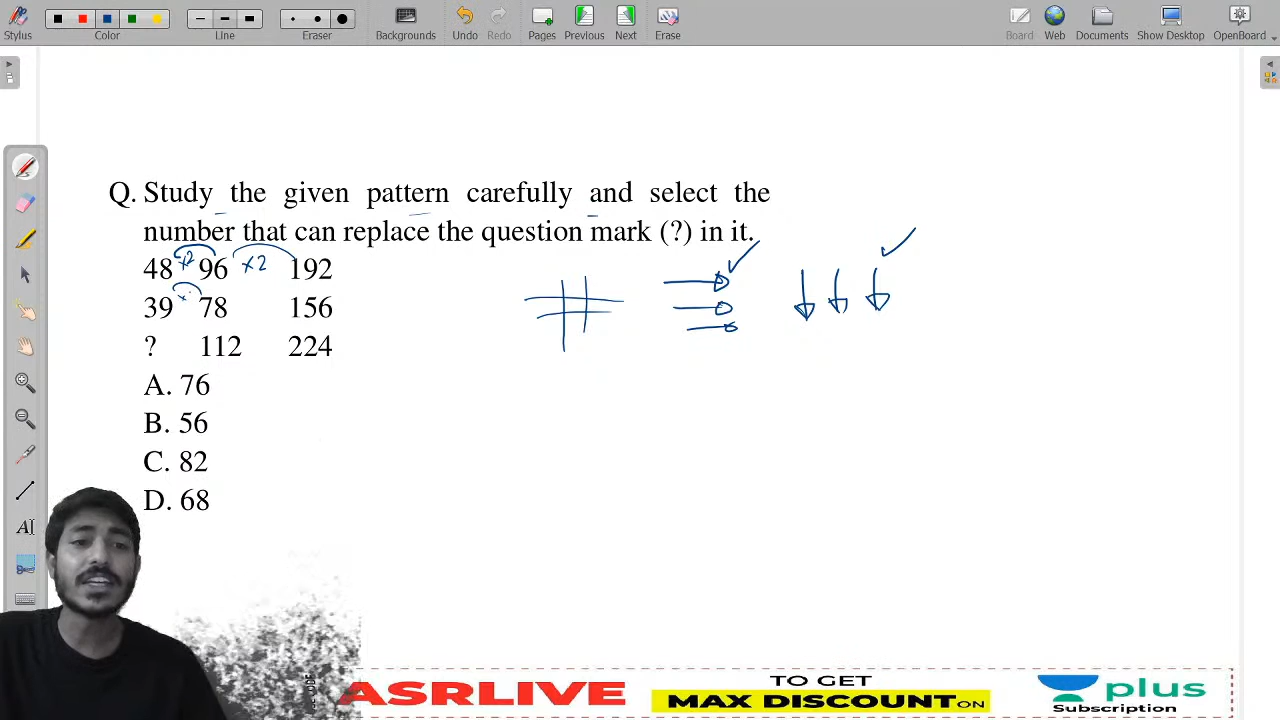 Stylus Color Line Eraser Backgrounds Undo Redo Pages Previous Next Erase Board Web Documents Show Desktop OpenBoard
Q. Study the given pattern carefully and select the
number that can replace the question mark (?) in it.
×2 ×2
48 96 192
39 78 156
? 112 224
A. 76
B. 56
C. 82
D. 68
AI
ASRLIVE
TO GET
MAX DISCOUNT ON
plus
Subscription